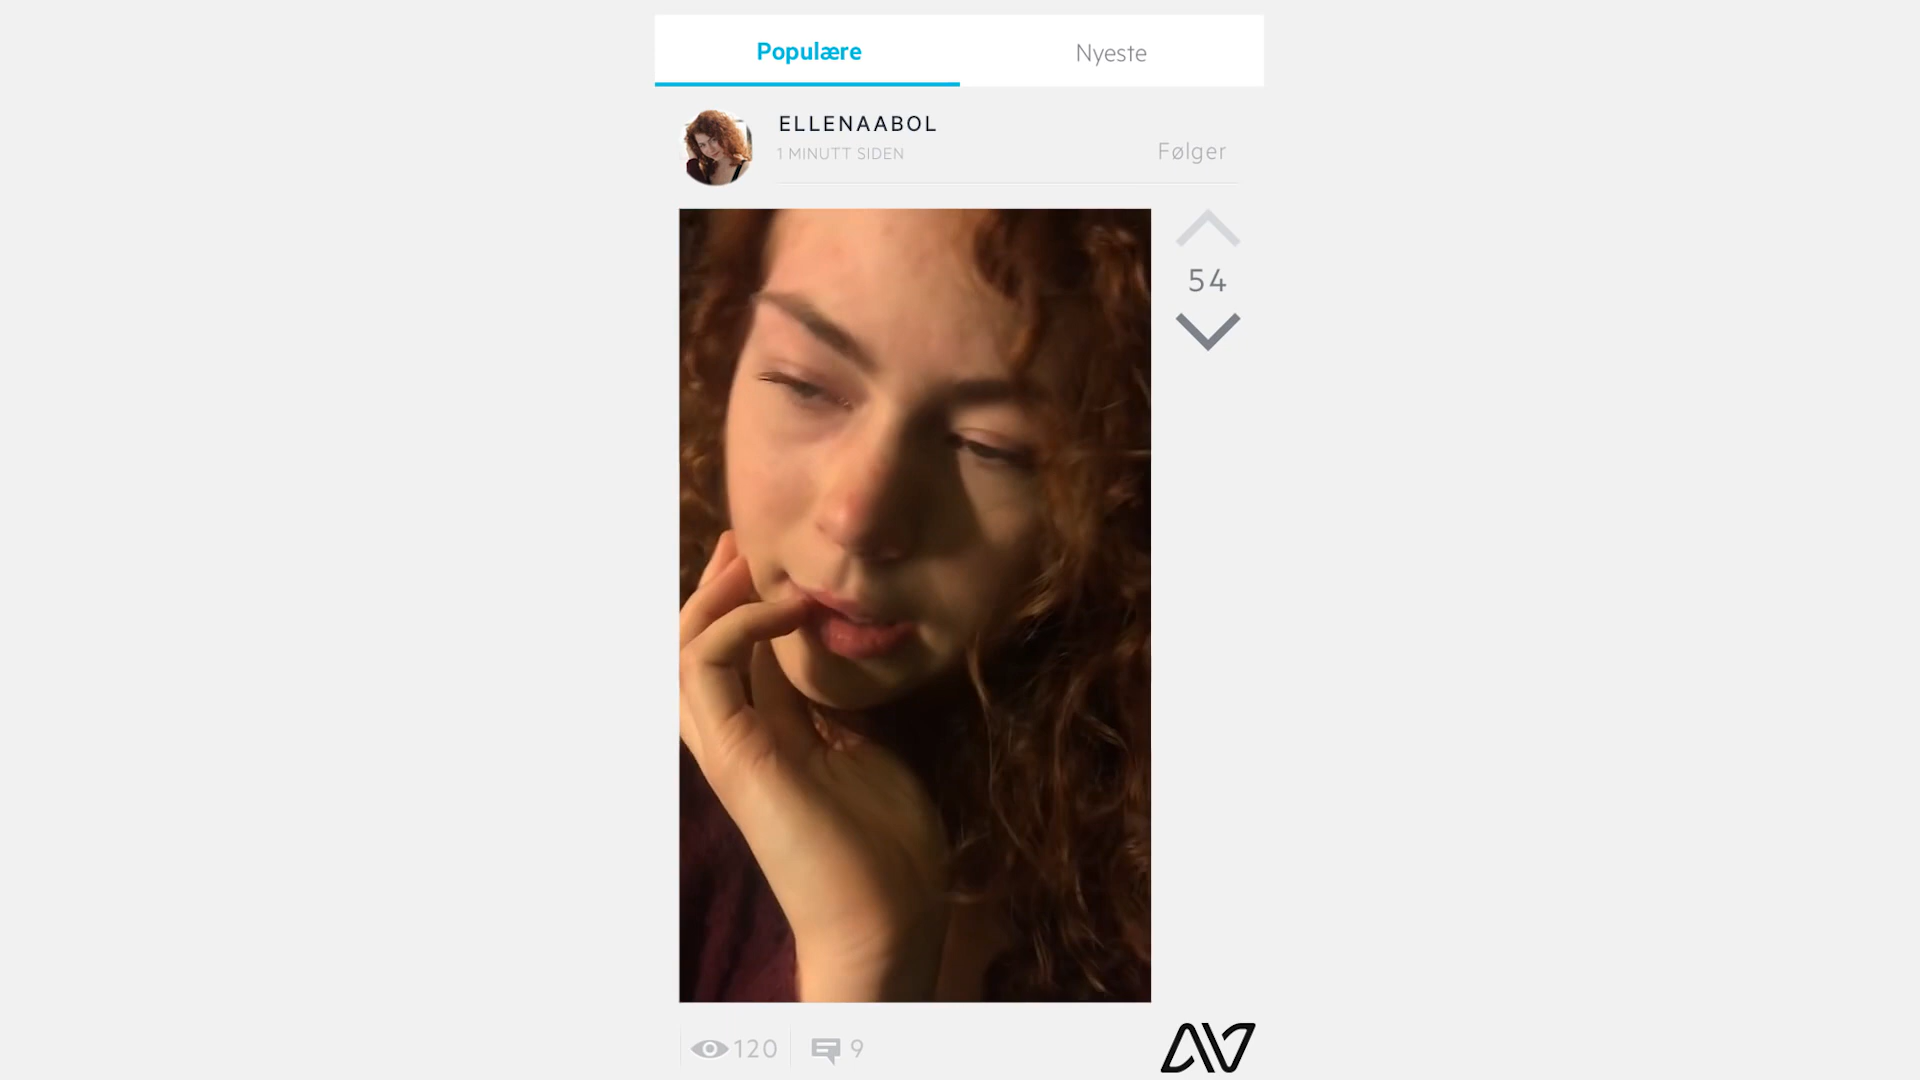 Populære
Nyeste
ELLENAABOL
1 MINUTT SIDEN
Følger
54
120
9